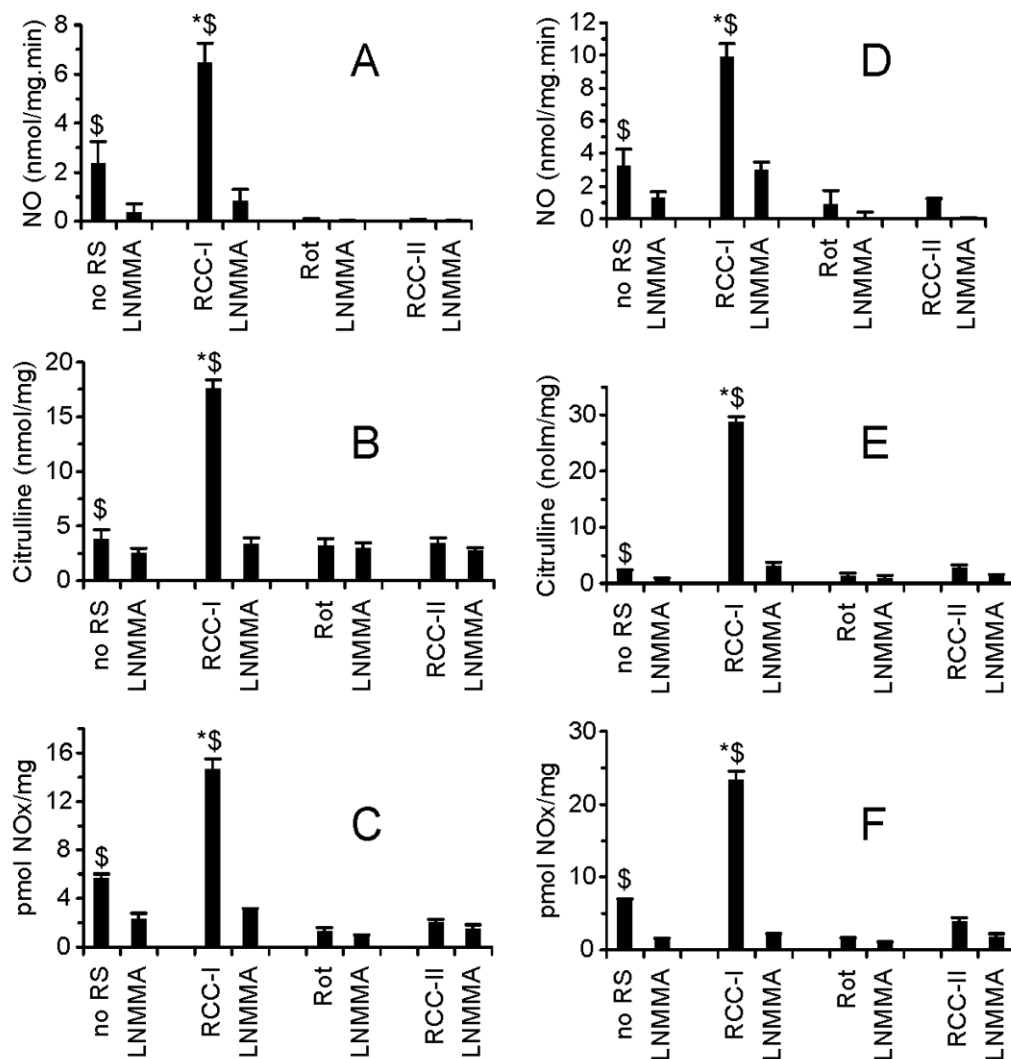 8
6
4
2
0
NO (nmol/mg.min)
$
*$
A
no RS
LNMMA
RCC-I
LNMMA
Rot
LNMMA
RCC-II
LNMMA
12
10
8
6
4
2
0
NO (nmol/mg.min)
$
*$
D
no RS
LNMMA
RCC-I
LNMMA
Rot
LNMMA
RCC-II
LNMMA
20
15
10
5
0
Citrulline (nmol/mg)
$
*$
B
no RS
LNMMA
RCC-I
LNMMA
Rot
LNMMA
RCC-II
LNMMA
30
20
10
0
Citrulline (nolm/mg)
$
*$
E
no RS
LNMMA
RCC-I
LNMMA
Rot
LNMMA
RCC-II
LNMMA
16
12
8
4
0
pmol NOx/mg
$
*$
C
no RS
LNMMA
RCC-I
LNMMA
Rot
LNMMA
RCC-II
LNMMA
30
20
10
0
pmol NOx/mg
$
*$
F
no RS
LNMMA
RCC-I
LNMMA
Rot
LNMMA
RCC-II
LNMMA